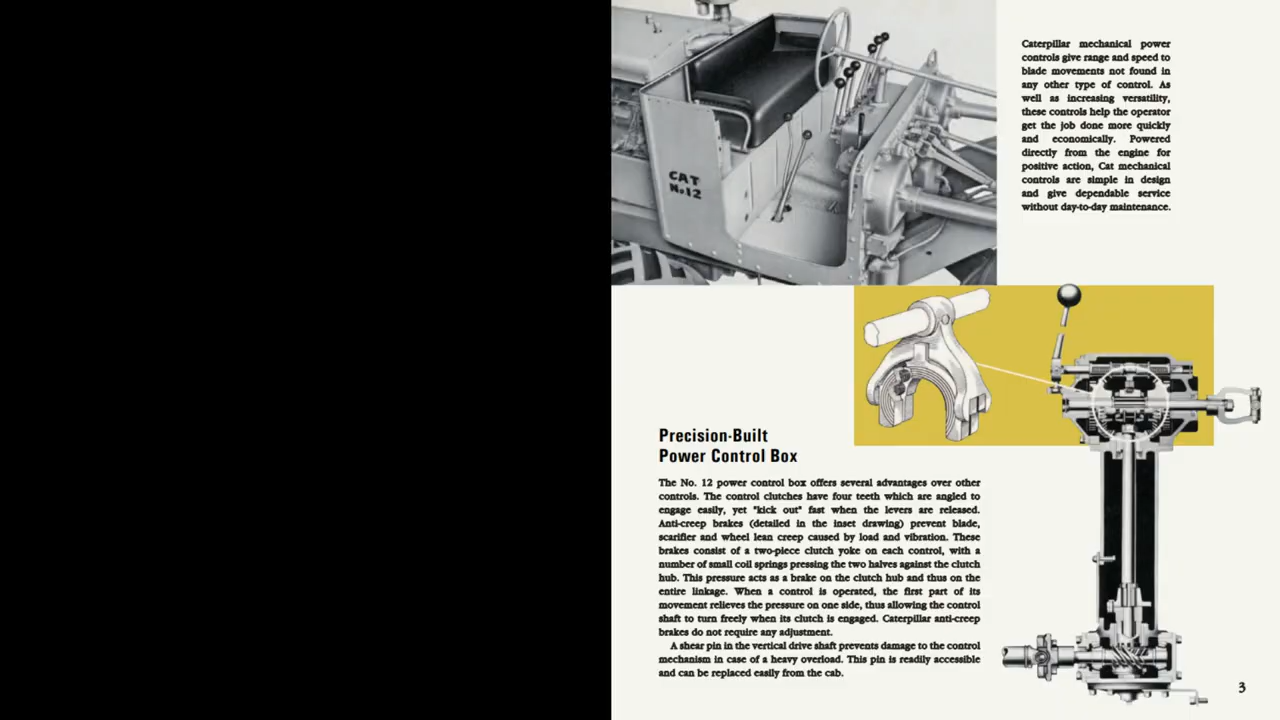 Caterpillar mechanical power
controls give range and speed to
blade movements not found in
any other type of control. As
well as increasing versatility,
these controls help the operator
get the job done more quickly
and economically. Powered
directly from the engine for
positive action, Cat mechanical
controls are simple in design
and give dependable service
without day-to-day maintenance.
CAT
No.12
Precision-Built
Power Control Box
The No. 12 power control box offers several advantages over other
controls. The control clutches have four teeth which are angled to
engage easily, yet "kick out" fast when the levers are released.
Anti-creep brakes (detailed in the inset drawing) prevent blade,
scarifier and wheel lean creep caused by load and vibration. These
brakes consist of a two-piece clutch yoke on each control, with a
number of small coil springs pressing the two halves against the clutch
hub. This pressure acts as a brake on the clutch hub and thus on the
entire linkage. When a control is operated, the first part of its
movement relieves the pressure on one side, thus allowing the control
shaft to turn freely when its clutch is engaged. Caterpillar anti-creep
brakes do not require any adjustment.
A shear pin in the vertical drive shaft prevents damage to the control
mechanism in case of a heavy overload. This pin is readily accessible
and can be replaced easily from the cab.
3